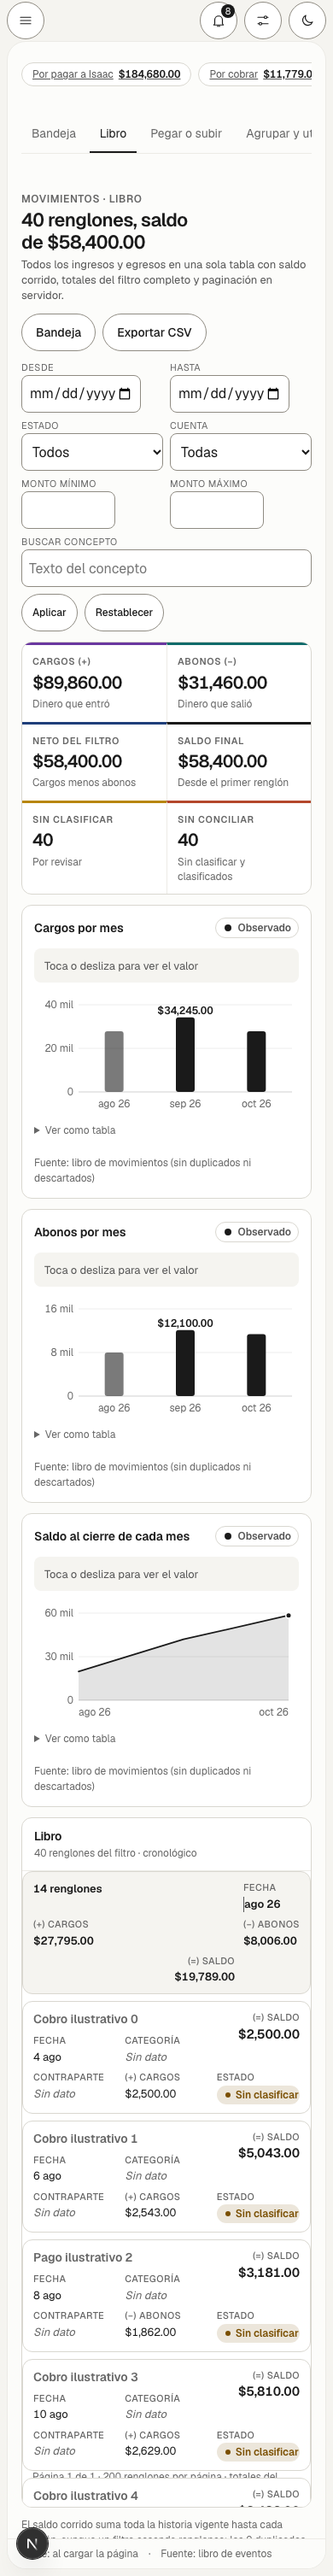 8
Por pagar a Isaac $184,680.00
Por cobrar $11,779.0
Bandeja Libro Pegar o subir Agrupar y ut
MOVIMIENTOS · LIBRO
40 renglones, saldo
de $58,400.00
Todos los ingresos y egresos en una sola tabla con saldo
corrido, totales del filtro completo y paginación en
servidor.
Bandeja Exportar CSV
DESDE HASTA
mm/dd/yyyy mm/dd/yyyy
ESTADO CUENTA
Todos Todas
MONTO MÍNIMO MONTO MÁXIMO
BUSCAR CONCEPTO
Texto del concepto
Aplicar Restablecer
CARGOS (+) ABONOS (−)
$89,860.00 $31,460.00
Dinero que entró Dinero que salió
NETO DEL FILTRO SALDO FINAL
$58,400.00 $58,400.00
Cargos menos abonos Desde el primer renglón
SIN CLASIFICAR SIN CONCILIAR
40 40
Por revisar Sin clasificar y
clasificados
Cargos por mes Observado
Toca o desliza para ver el valor
40 mil
$34,245.00
20 mil
0
ago 26 sep 26 oct 26
Ver como tabla
Fuente: libro de movimientos (sin duplicados ni
descartados)
Abonos por mes Observado
Toca o desliza para ver el valor
16 mil
$12,100.00
8 mil
0
ago 26 sep 26 oct 26
Ver como tabla
Fuente: libro de movimientos (sin duplicados ni
descartados)
Saldo al cierre de cada mes Observado
Toca o desliza para ver el valor
60 mil
30 mil
0
ago 26 oct 26
Ver como tabla
Fuente: libro de movimientos (sin duplicados ni
descartados)
Libro
40 renglones del filtro · cronológico
14 renglones FECHA
ago 26
(+) CARGOS (−) ABONOS
$27,795.00 $8,006.00
(=) SALDO
$19,789.00
Cobro ilustrativo 0 (=) SALDO
$2,500.00
FECHA CATEGORÍA
4 ago Sin dato
CONTRAPARTE (+) CARGOS ESTADO
Sin dato $2,500.00 Sin clasificar
Cobro ilustrativo 1 (=) SALDO
$5,043.00
FECHA CATEGORÍA
6 ago Sin dato
CONTRAPARTE (+) CARGOS ESTADO
Sin dato $2,543.00 Sin clasificar
Pago ilustrativo 2 (=) SALDO
$3,181.00
FECHA CATEGORÍA
8 ago Sin dato
CONTRAPARTE (−) ABONOS ESTADO
Sin dato $1,862.00 Sin clasificar
Cobro ilustrativo 3 (=) SALDO
$5,810.00
FECHA CATEGORÍA
10 ago Sin dato
CONTRAPARTE (+) CARGOS ESTADO
Sin dato $2,629.00 Sin clasificar
Página 1 de 1 · 200 renglones por página · totales del
Cobro ilustrativo 4 (=) SALDO
El saldo corrido suma toda la historia vigente hasta cada
N
al cargar la página · Fuente: libro de eventos